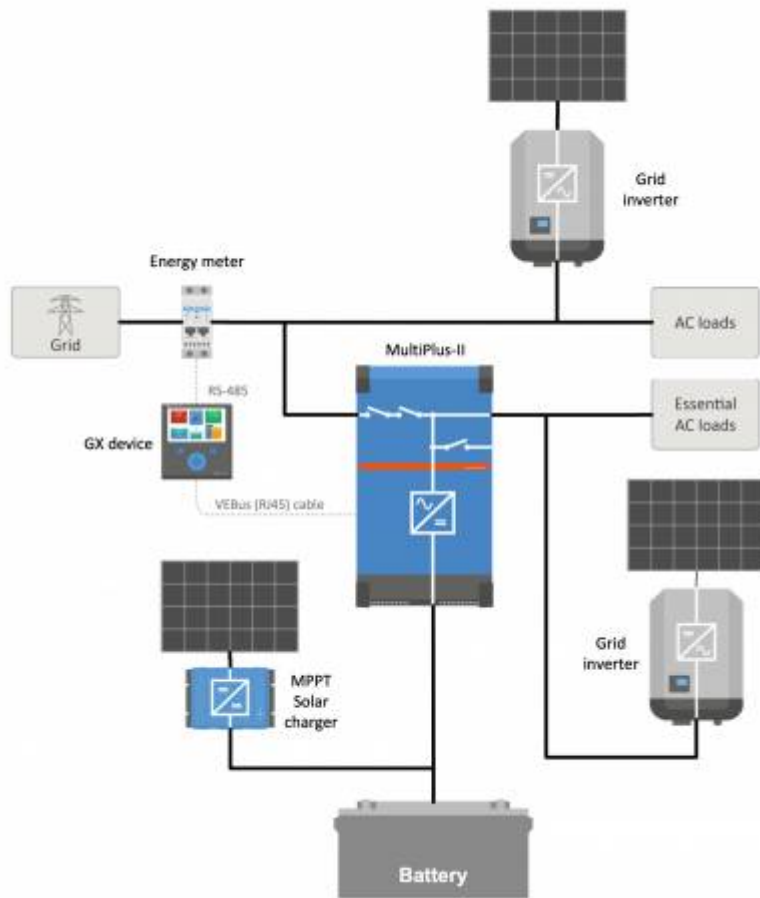 Grid
inverter
Energy meter
Grid
AC loads
MultiPlus-II
RS-485
Essential
AC loads
GX device
VEBus (RJ45) cable
Grid
inverter
MPPT
Solar
charger
Battery